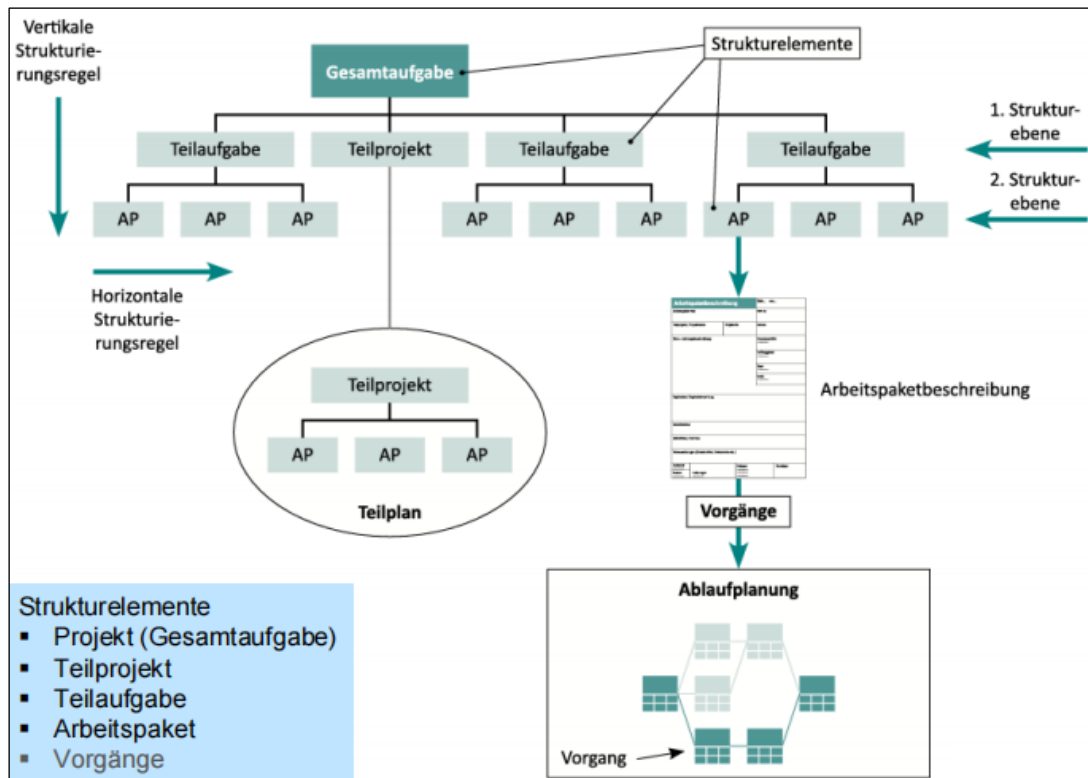 Vertikale
Strukturie-
rungsregel
Gesamtaufgabe
Strukturelemente
Teilaufgabe
Teilprojekt
Teilaufgabe
Teilaufgabe
1. Struktur-
ebene
AP
AP
AP
AP
AP
AP
AP
AP
AP
2. Struktur-
ebene
Horizontale
Strukturie-
rungsregel
Teilprojekt
AP
AP
AP
Teilplan
Arbeitspaketbeschreibung
Arbeitspaketbeschreibung
Vorgänge
Ablaufplanung
Vorgang
Strukturelemente
▪ Projekt (Gesamtaufgabe)
▪ Teilprojekt
▪ Teilaufgabe
▪ Arbeitspaket
▪ Vorgänge